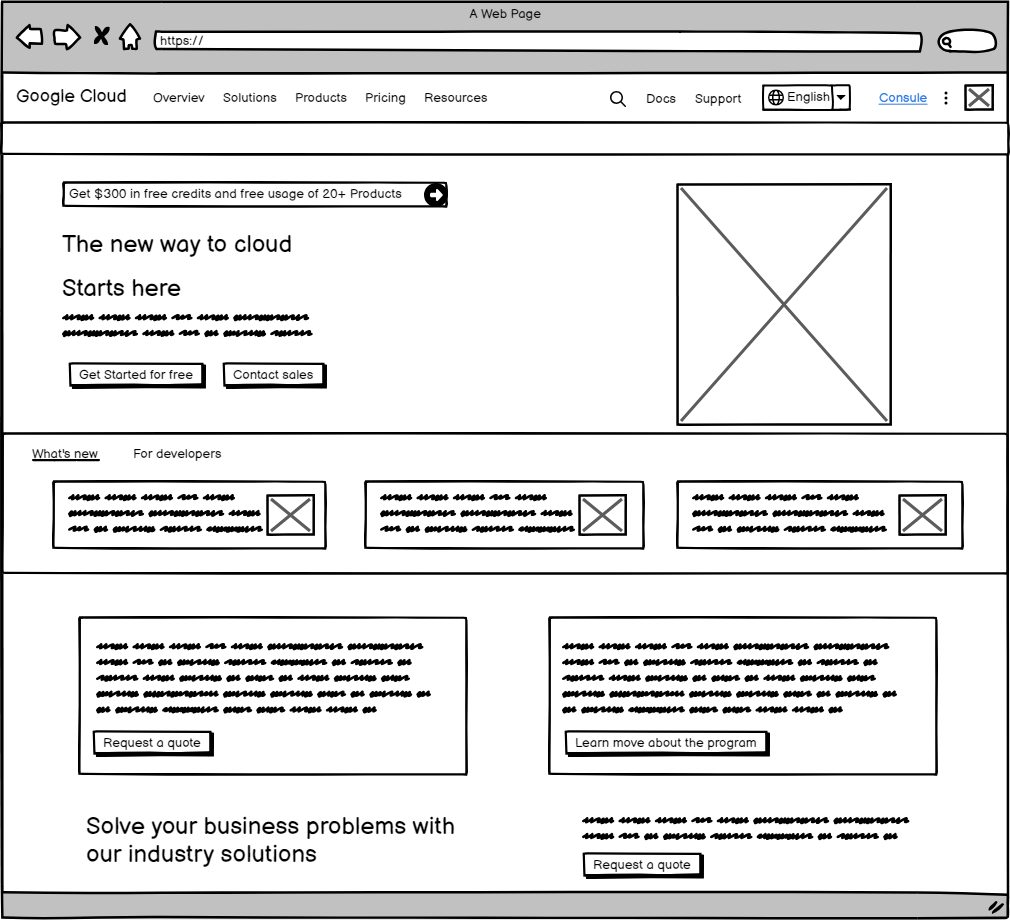 A Web Page
https://
Google Cloud Overviev Solutions Products Pricing Resources Docs Support English Consule
Get $300 in free credits and free usage of 20+ Products
The new way to cloud
Starts here
Get Started for free Contact sales
What's new For developers
Request a quote Learn move about the program
Solve your business problems with
our industry solutions
Request a quote